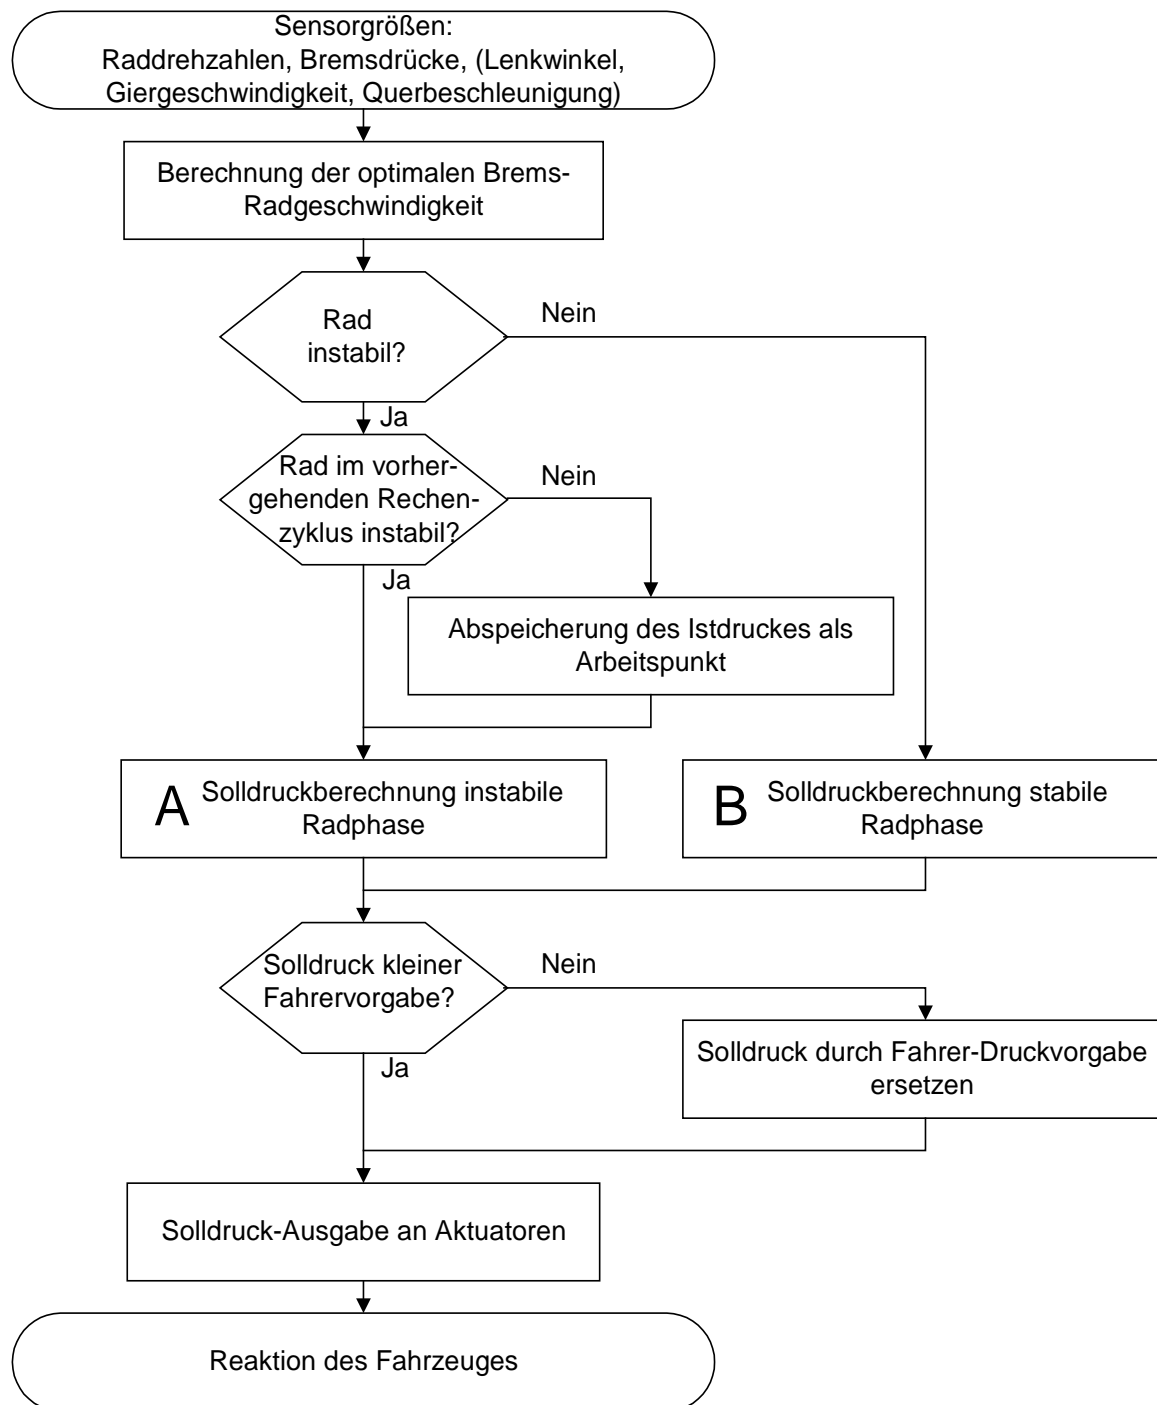 Sensorgrößen:
Raddrehzahlen, Bremsdrücke, (Lenkwinkel,
Giergeschwindigkeit, Querbeschleunigung)
Berechnung der optimalen Brems-
Radgeschwindigkeit
Rad
instabil?
Nein
Ja
Rad im vorher-
gehenden Rechen-
zyklus instabil?
Nein
Ja
Abspeicherung des Istdruckes als
Arbeitspunkt
A Solldruckberechnung instabile
Radphase
B Solldruckberechnung stabile
Radphase
Solldruck kleiner
Fahrervorgabe?
Nein
Ja
Solldruck durch Fahrer-Druckvorgabe
ersetzen
Solldruck-Ausgabe an Aktuatoren
Reaktion des Fahrzeuges